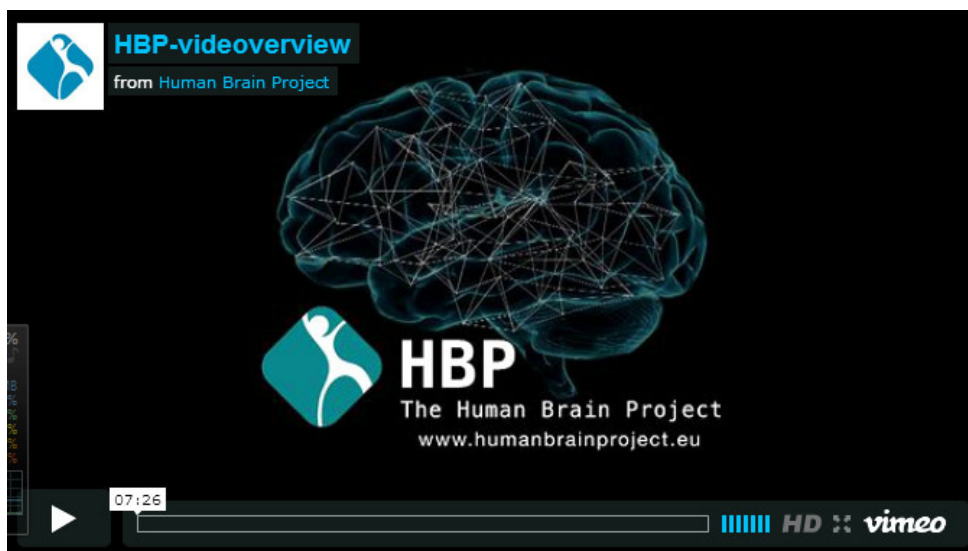 HBP-videoverview
from Human Brain Project
HBP
The Human Brain Project
www.humanbrainproject.eu
07:26
HD vimeo